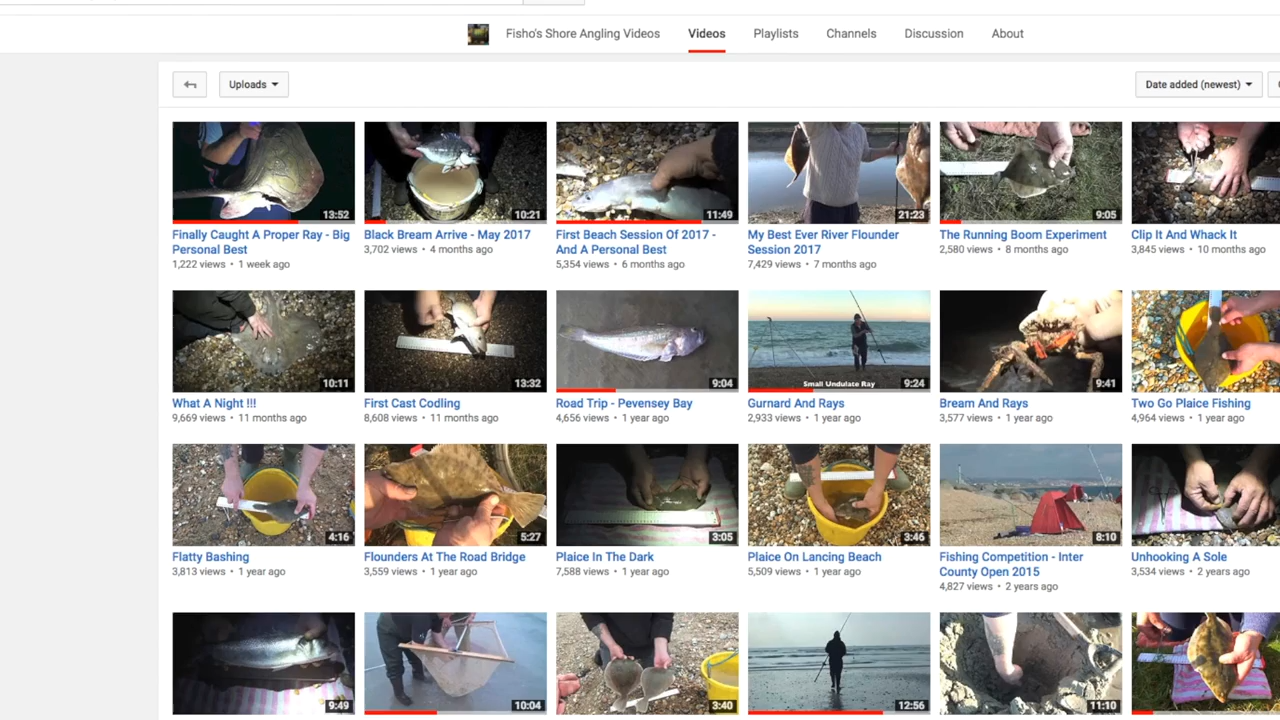 Fisho's Shore Angling Videos Videos Playlists Channels Discussion About
Uploads Date added (newest)
13:52 10:21 11:49 21:23 9:05
Finally Caught A Proper Ray - Big Personal Best
1,222 views • 1 week ago
Black Bream Arrive - May 2017
3,702 views • 4 months ago
First Beach Session Of 2017 - And A Personal Best
5,354 views • 6 months ago
My Best Ever River Flounder Session 2017
7,429 views • 7 months ago
The Running Boom Experiment
2,580 views • 8 months ago
Clip It And Whack It
3,845 views • 10 months ago
10:11 13:32 9:04 Small Undulate Ray 9:24 9:41
What A Night !!!
9,669 views • 11 months ago
First Cast Codling
8,608 views • 11 months ago
Road Trip - Pevensey Bay
4,656 views • 1 year ago
Gurnard And Rays
2,933 views • 1 year ago
Bream And Rays
3,577 views • 1 year ago
Two Go Plaice Fishing
4,964 views • 1 year ago
4:16 5:27 3:05 3:46 8:10
Flatty Bashing
3,813 views • 1 year ago
Flounders At The Road Bridge
3,559 views • 1 year ago
Plaice In The Dark
7,588 views • 1 year ago
Plaice On Lancing Beach
5,509 views • 1 year ago
Fishing Competition - Inter County Open 2015
4,827 views • 2 years ago
Unhooking A Sole
3,534 views • 2 years ago
9:49 10:04 3:40 12:56 11:10